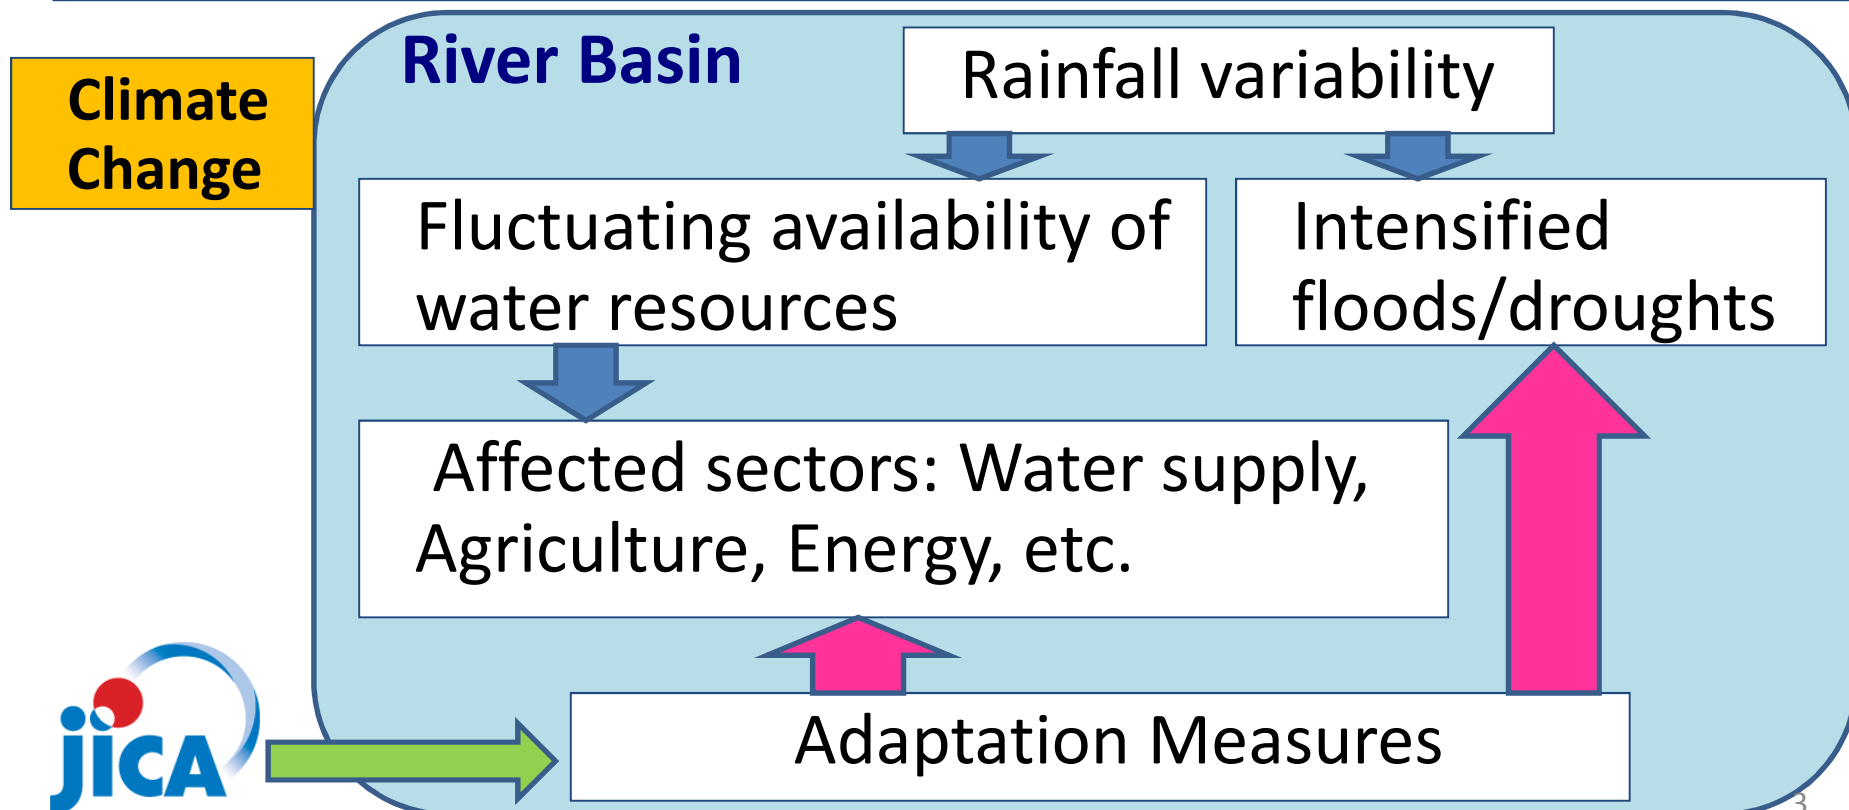 River Basin
Climate
Change
Rainfall variability
Fluctuating availability of
water resources
Intensified
floods/droughts
Affected sectors: Water supply,
Agriculture, Energy, etc.
Adaptation Measures
jICA
3